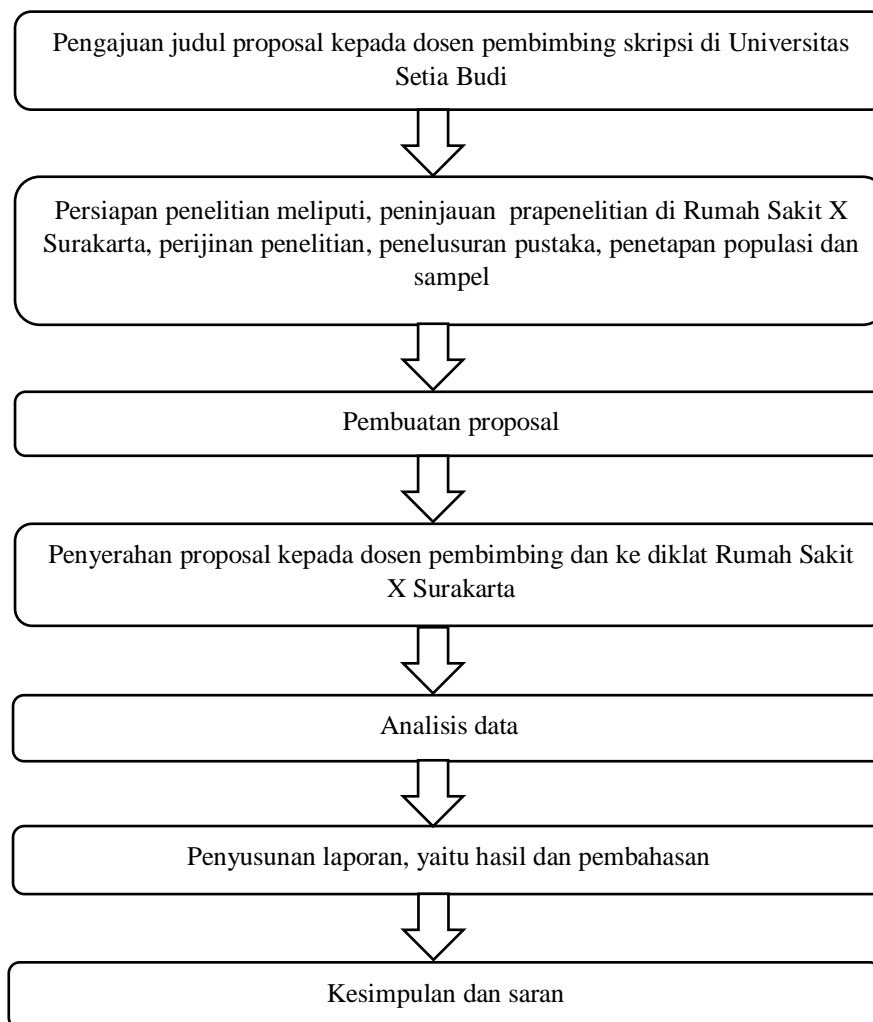 Pengajuan judul proposal kepada dosen pembimbing skripsi di Universitas
Setia Budi
Persiapan penelitian meliputi, peninjauan prapenelitian di Rumah Sakit X
Surakarta, perijinan penelitian, penelusuran pustaka, penetapan populasi dan
sampel
Pembuatan proposal
Penyerahan proposal kepada dosen pembimbing dan ke diklat Rumah Sakit
X Surakarta
Analisis data
Penyusunan laporan, yaitu hasil dan pembahasan
Kesimpulan dan saran